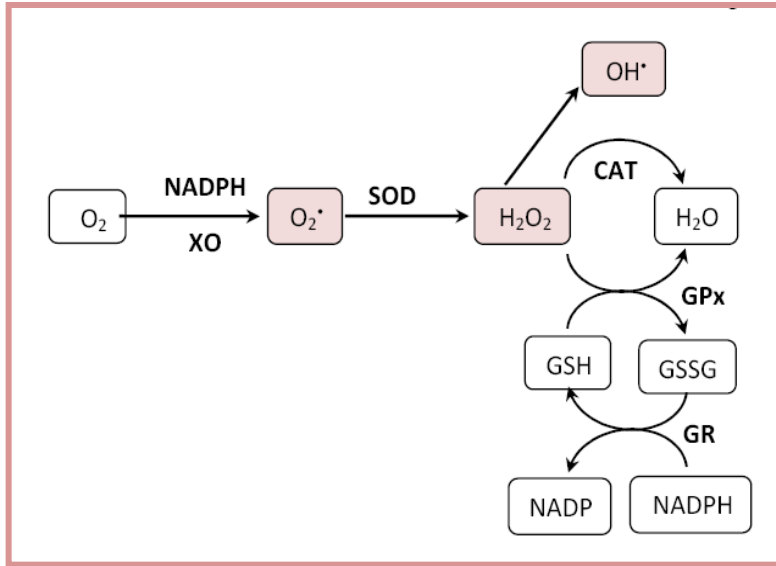 OH•
CAT
NADPH
SOD
O₂
O₂•
H₂O₂
H₂O
XO
GPx
GSH
GSSG
GR
NADP
NADPH